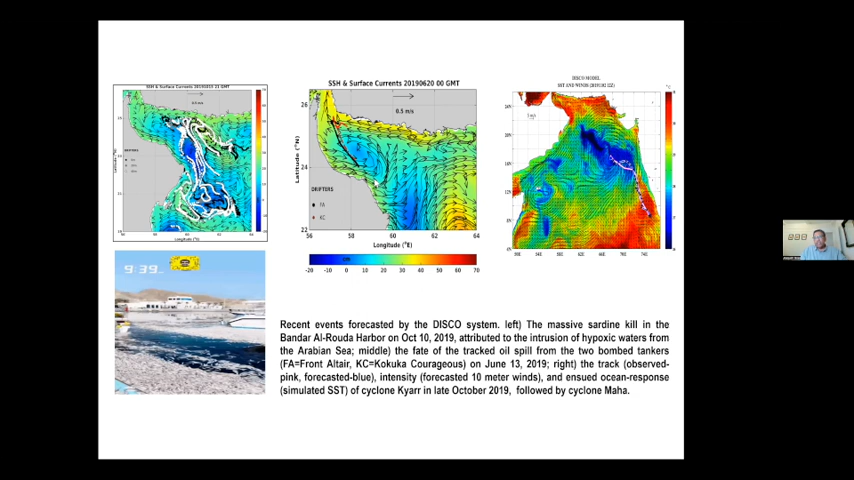 SSH & Surface Currents 20190620 00 GMT
0.5 m/s
26
24
22
Latitude (°N)
DRIFTERS
FA
KC
56
58
60
62
64
Longitude (°E)
-20 -10 0 10 20 30 40 50 60 70
DISCO MODEL
9:39
Recent events forecasted by the DISCO system. left) The massive sardine kill in the
Bandar Al-Rouda Harbor on Oct 10, 2019, attributed to the intrusion of hypoxic waters from
the Arabian Sea; middle) the fate of the tracked oil spill from the two bombed tankers
(FA=Front Altair, KC=Kokuka Courageous) on June 13, 2019; right) the track (observed-
pink, forecasted-blue), intensity (forecasted 10 meter winds), and ensued ocean-response
(simulated SST) of cyclone Kyarr in late October 2019, followed by cyclone Maha.